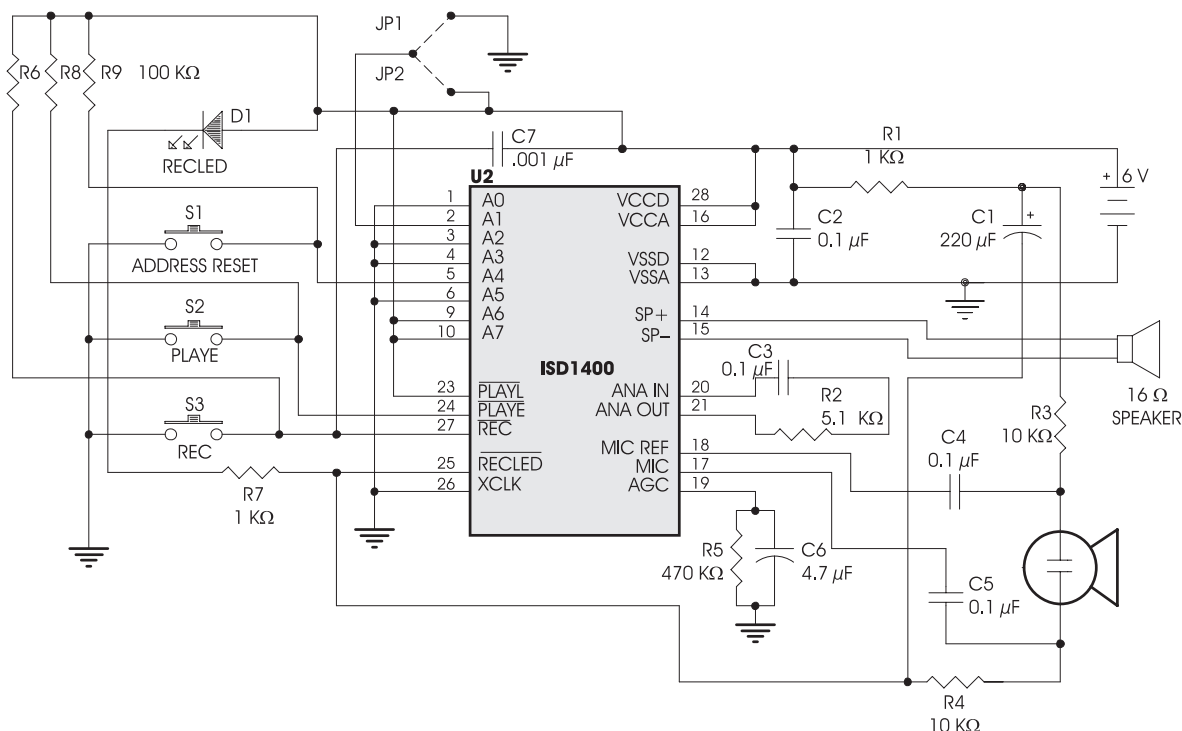 JP1
JP2
R6
R8
R9
100 KΩ
D1
RECLED
C7
.001 µF
R1
1 KΩ
+
6 V
U2
S1
ADDRESS RESET
S2
PLAYE
S3
REC
R7
1 KΩ
1
2
3
4
5
6
9
10
23
24
27
25
26
A0
A1
A2
A3
A4
A5
A6
A7
PLAYL
PLAYE
REC
RECLED
XCLK
ISD1400
VCCD
VCCA
VSSD
VSSA
SP+
SP–
ANA IN
ANA OUT
MIC REF
MIC
AGC
28
16
12
13
14
15
20
21
18
17
19
C2
0.1 µF
C1
+
220 µF
C3
0.1 µF
R2
5.1 KΩ
16 Ω
SPEAKER
R3
10 KΩ
C4
0.1 µF
R5
470 KΩ
C6
4.7 µF
C5
0.1 µF
R4
10 KΩ